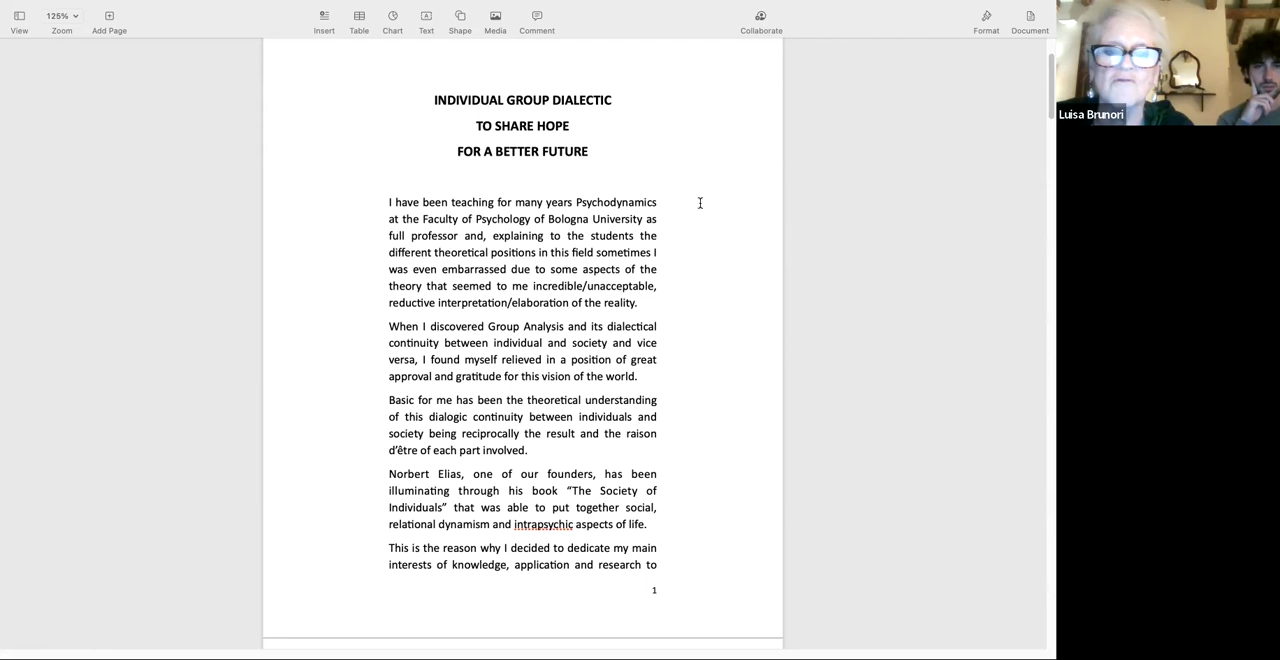 125%
View
Zoom
Add Page
Insert
Table
Chart
Text
Shape
Media
Comment
Collaborate
Format
Document
INDIVIDUAL GROUP DIALECTIC
TO SHARE HOPE
FOR A BETTER FUTURE
I have been teaching for many years Psychodynamics
at the Faculty of Psychology of Bologna University as
full professor and, explaining to the students the
different theoretical positions in this field sometimes I
was even embarrassed due to some aspects of the
theory that seemed to me incredible/unacceptable,
reductive interpretation/elaboration of the reality.
When I discovered Group Analysis and its dialectical
continuity between individual and society and vice
versa, I found myself relieved in a position of great
approval and gratitude for this vision of the world.
Basic for me has been the theoretical understanding
of this dialogic continuity between individuals and
society being reciprocally the result and the raison
d’être of each part involved.
Norbert Elias, one of our founders, has been
illuminating through his book “The Society of
Individuals” that was able to put together social,
relational dynamism and intrapsychic aspects of life.
This is the reason why I decided to dedicate my main
interests of knowledge, application and research to
1
Luisa Brunori